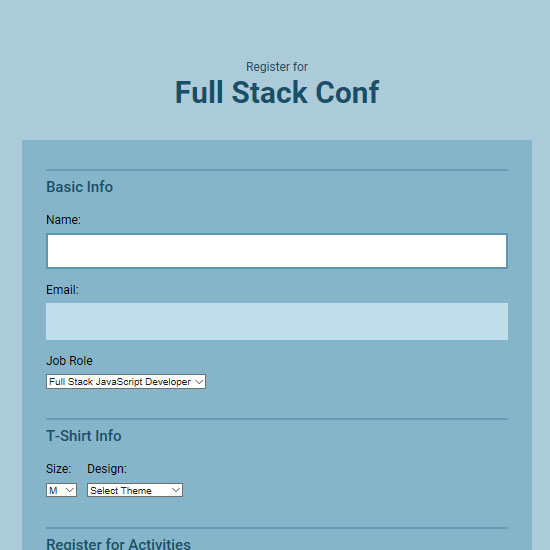 Register for
Full Stack Conf
Basic Info
Name:
Email:
Job Role
Full Stack JavaScript Developer
T-Shirt Info
Size: Design:
M Select Theme
Register for Activities